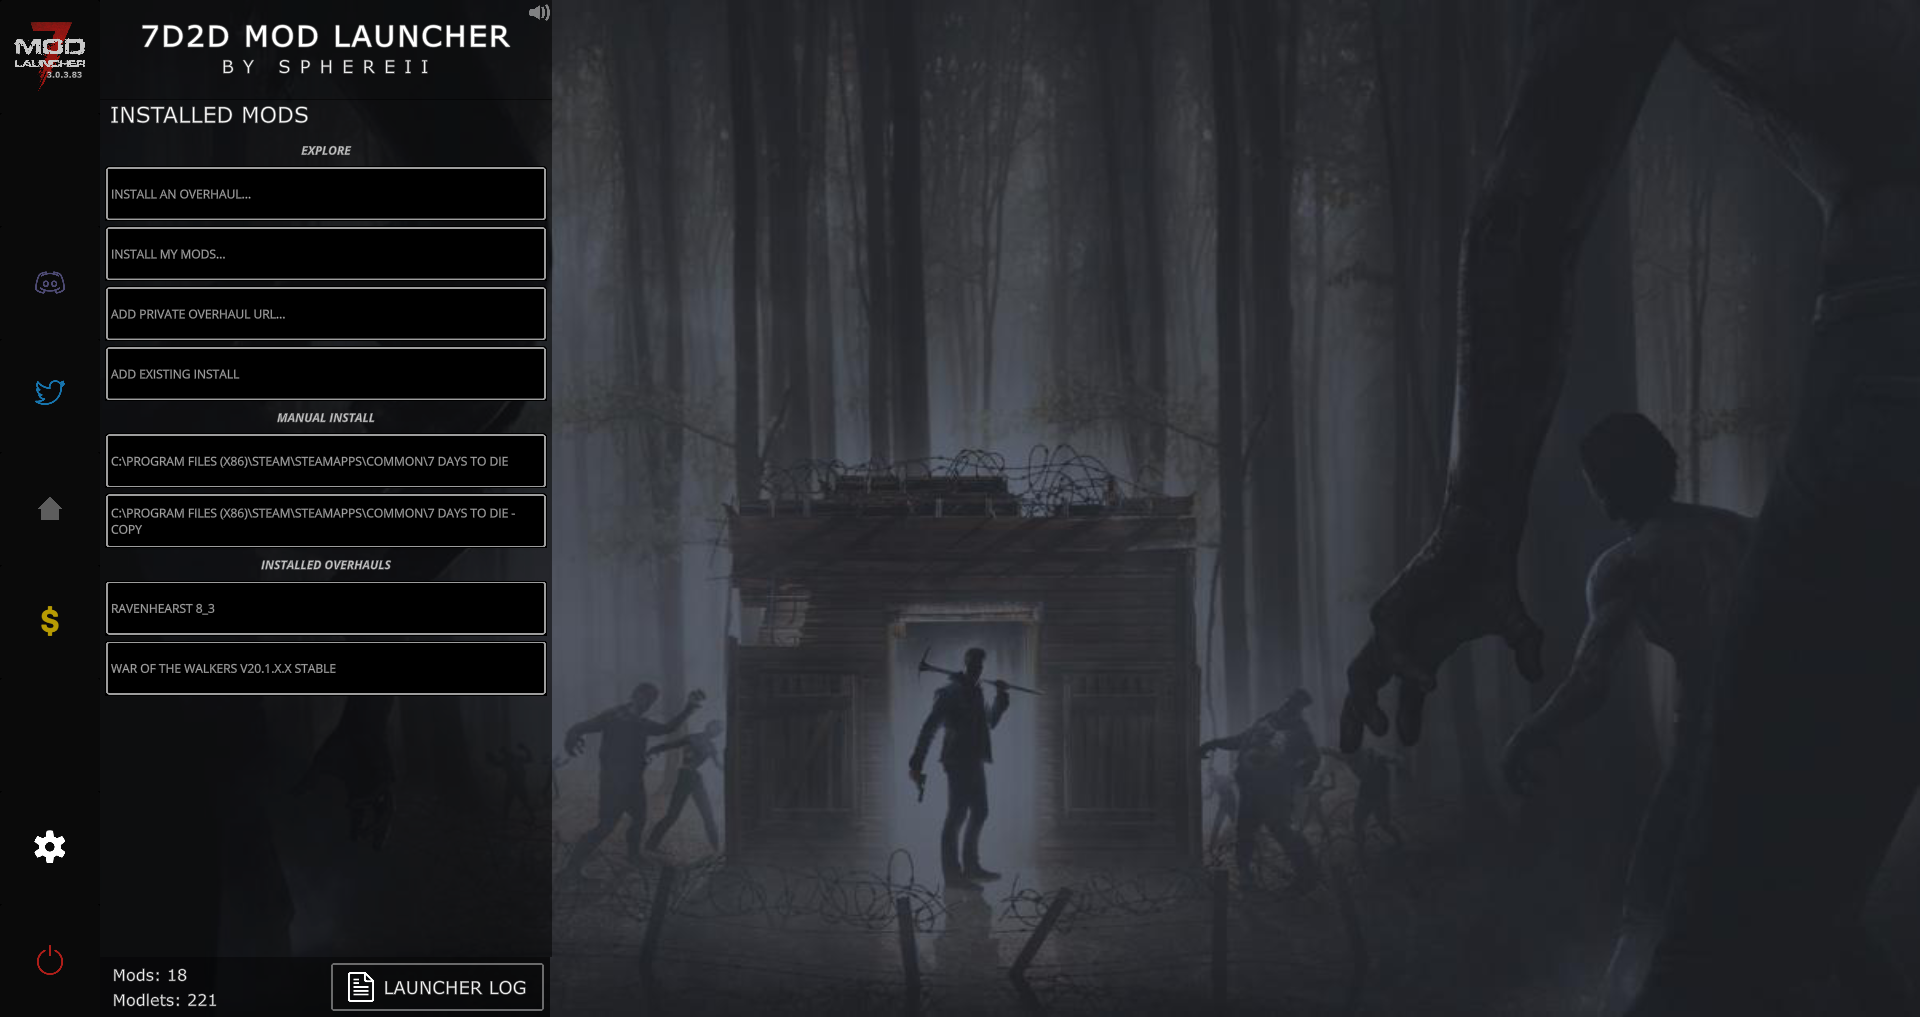 7
MOD
LAUNCHER
3.0.3.83
7D2D MOD LAUNCHER
BY SPHEREII
INSTALLED MODS
EXPLORE
INSTALL AN OVERHAUL...
INSTALL MY MODS...
ADD PRIVATE OVERHAUL URL...
ADD EXISTING INSTALL
MANUAL INSTALL
C:\PROGRAM FILES (X86)\STEAM\STEAMAPPS\COMMON\7 DAYS TO DIE
C:\PROGRAM FILES (X86)\STEAM\STEAMAPPS\COMMON\7 DAYS TO DIE -
COPY
INSTALLED OVERHAULS
RAVENHEARST 8_3
WAR OF THE WALKERS V20.1.X.X STABLE
$
Mods: 18
Modlets: 221
LAUNCHER LOG